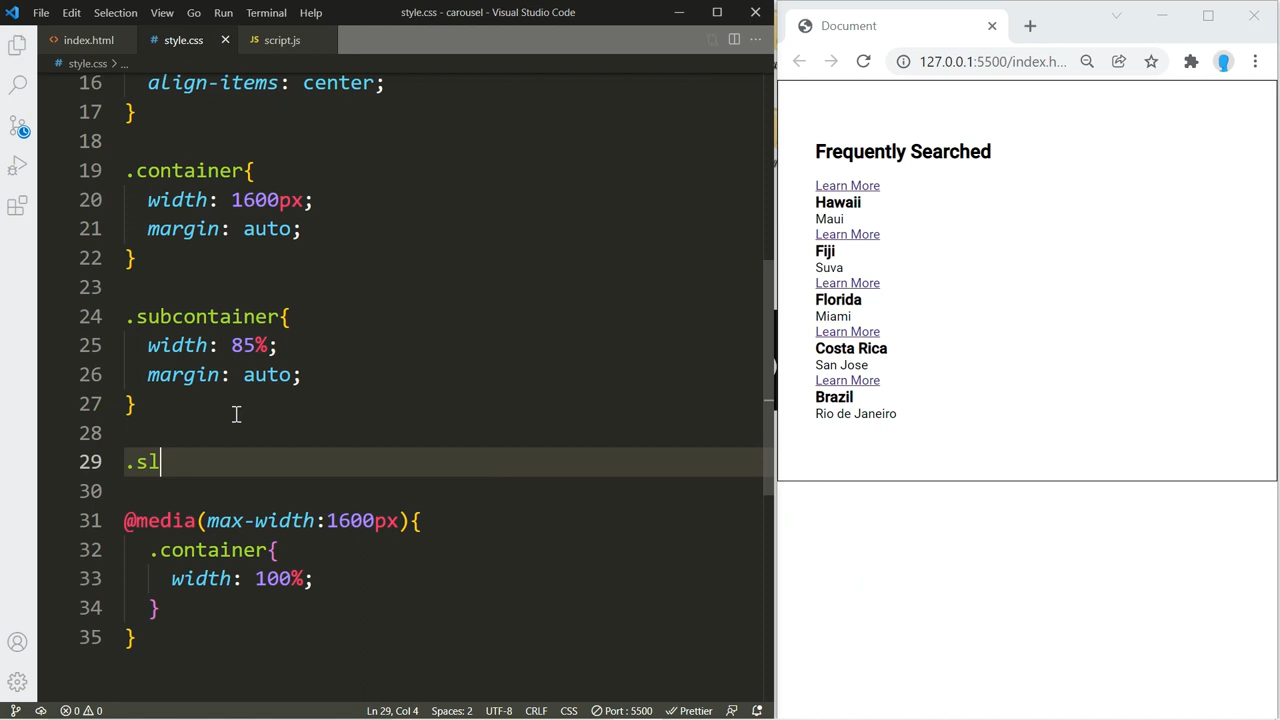 File Edit Selection View Go Run Terminal Help style.css - carousel - Visual Studio Code
index.html style.css script.js
style.css > ...
16 align-items: center;
17 }
18
19 .container{
20 width: 1600px;
21 margin: auto;
22 }
23
24 .subcontainer{
25 width: 85%;
26 margin: auto;
27 }
28
29 .sl
30
31 @media(max-width:1600px){
32 .container{
33 width: 100%;
34 }
35 }
0 0 Ln 29, Col 4 Spaces: 2 UTF-8 CRLF CSS Port : 5500 Prettier
Document
127.0.0.1:5500/index.h...
Frequently Searched
Learn More
Hawaii
Maui
Learn More
Fiji
Suva
Learn More
Florida
Miami
Learn More
Costa Rica
San Jose
Learn More
Brazil
Rio de Janeiro